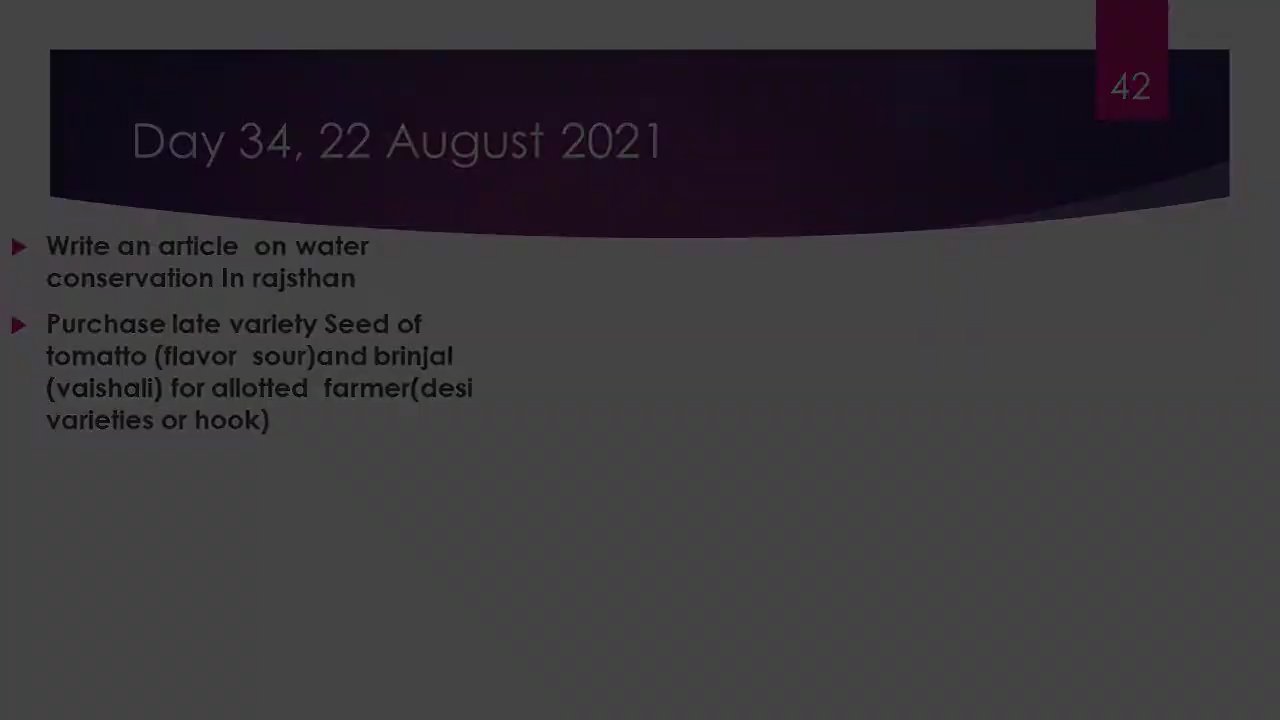 42
Day 34, 22 August 2021
Write an article on water
conservation In rajsthan
Purchase late variety Seed of
tomatto (flavor sour)and brinjal
(vaishali) for allotted farmer(desi
varieties or hook)